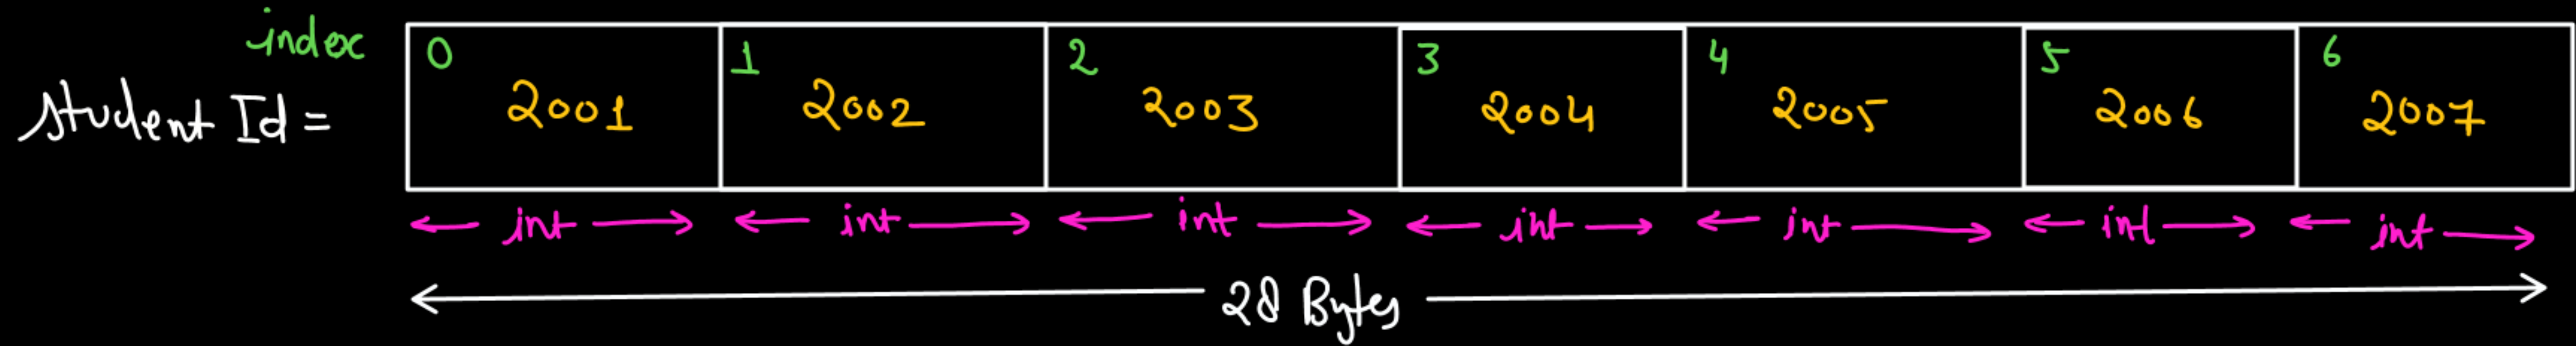 index 0 1 2 3 4 5 6
student Id = 2001 2002 2003 2004 2005 2006 2007
int int int int int int int
28 Bytes